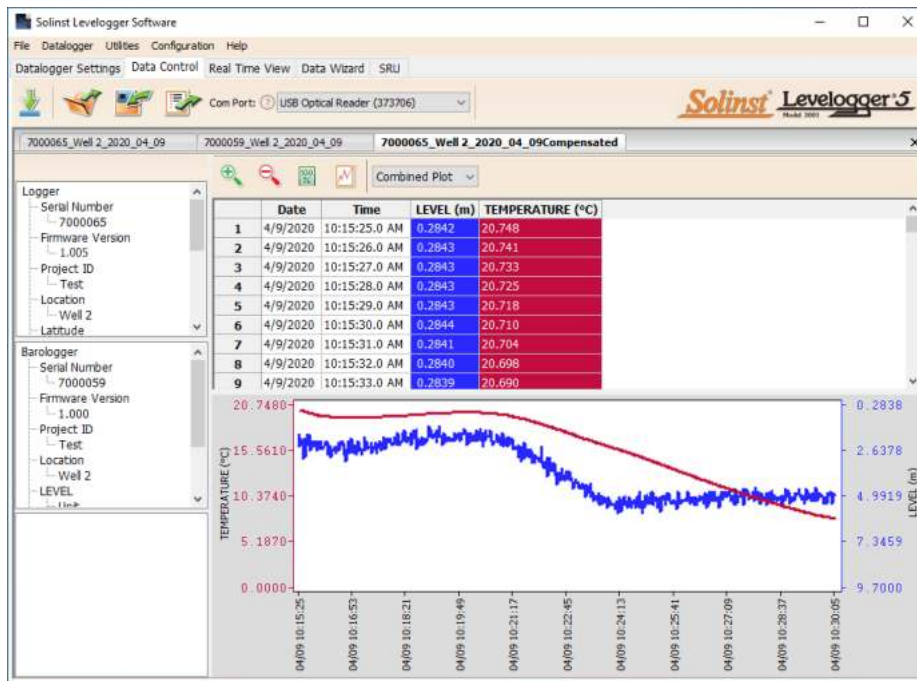 Solinst Levelogger Software
File Datalogger Utilities Configuration Help
Datalogger Settings Data Control Real Time View Data Wizard SRU
Com Port: ? USB Optical Reader (373706)
Solinst Levelogger 5
Model 3001
7000065_Well 2_2020_04_09 7000059_Well 2_2020_04_09 7000065_Well 2_2020_04_09Compensated
Combined Plot
Logger
Serial Number
7000065
Firmware Version
1.005
Project ID
Test
Location
Well 2
Latitude
Barologger
Serial Number
7000059
Firmware Version
1.000
Project ID
Test
Location
Well 2
LEVEL
Unit
Date Time LEVEL (m) TEMPERATURE (°C)
1 4/9/2020 10:15:25.0 AM 0.2842 20.748
2 4/9/2020 10:15:26.0 AM 0.2843 20.741
3 4/9/2020 10:15:27.0 AM 0.2843 20.733
4 4/9/2020 10:15:28.0 AM 0.2843 20.725
5 4/9/2020 10:15:29.0 AM 0.2843 20.718
6 4/9/2020 10:15:30.0 AM 0.2844 20.710
7 4/9/2020 10:15:31.0 AM 0.2841 20.704
8 4/9/2020 10:15:32.0 AM 0.2840 20.698
9 4/9/2020 10:15:33.0 AM 0.2839 20.690
TEMPERATURE (°C)
20.7480
15.5610
10.3740
5.1870
0.0000
0.2838
2.6378
4.9919
7.3459
9.7000
LEVEL (m)
04/09 10:15:25
04/09 10:16:53
04/09 10:18:21
04/09 10:19:49
04/09 10:21:17
04/09 10:22:45
04/09 10:24:13
04/09 10:25:41
04/09 10:27:09
04/09 10:28:37
04/09 10:30:05